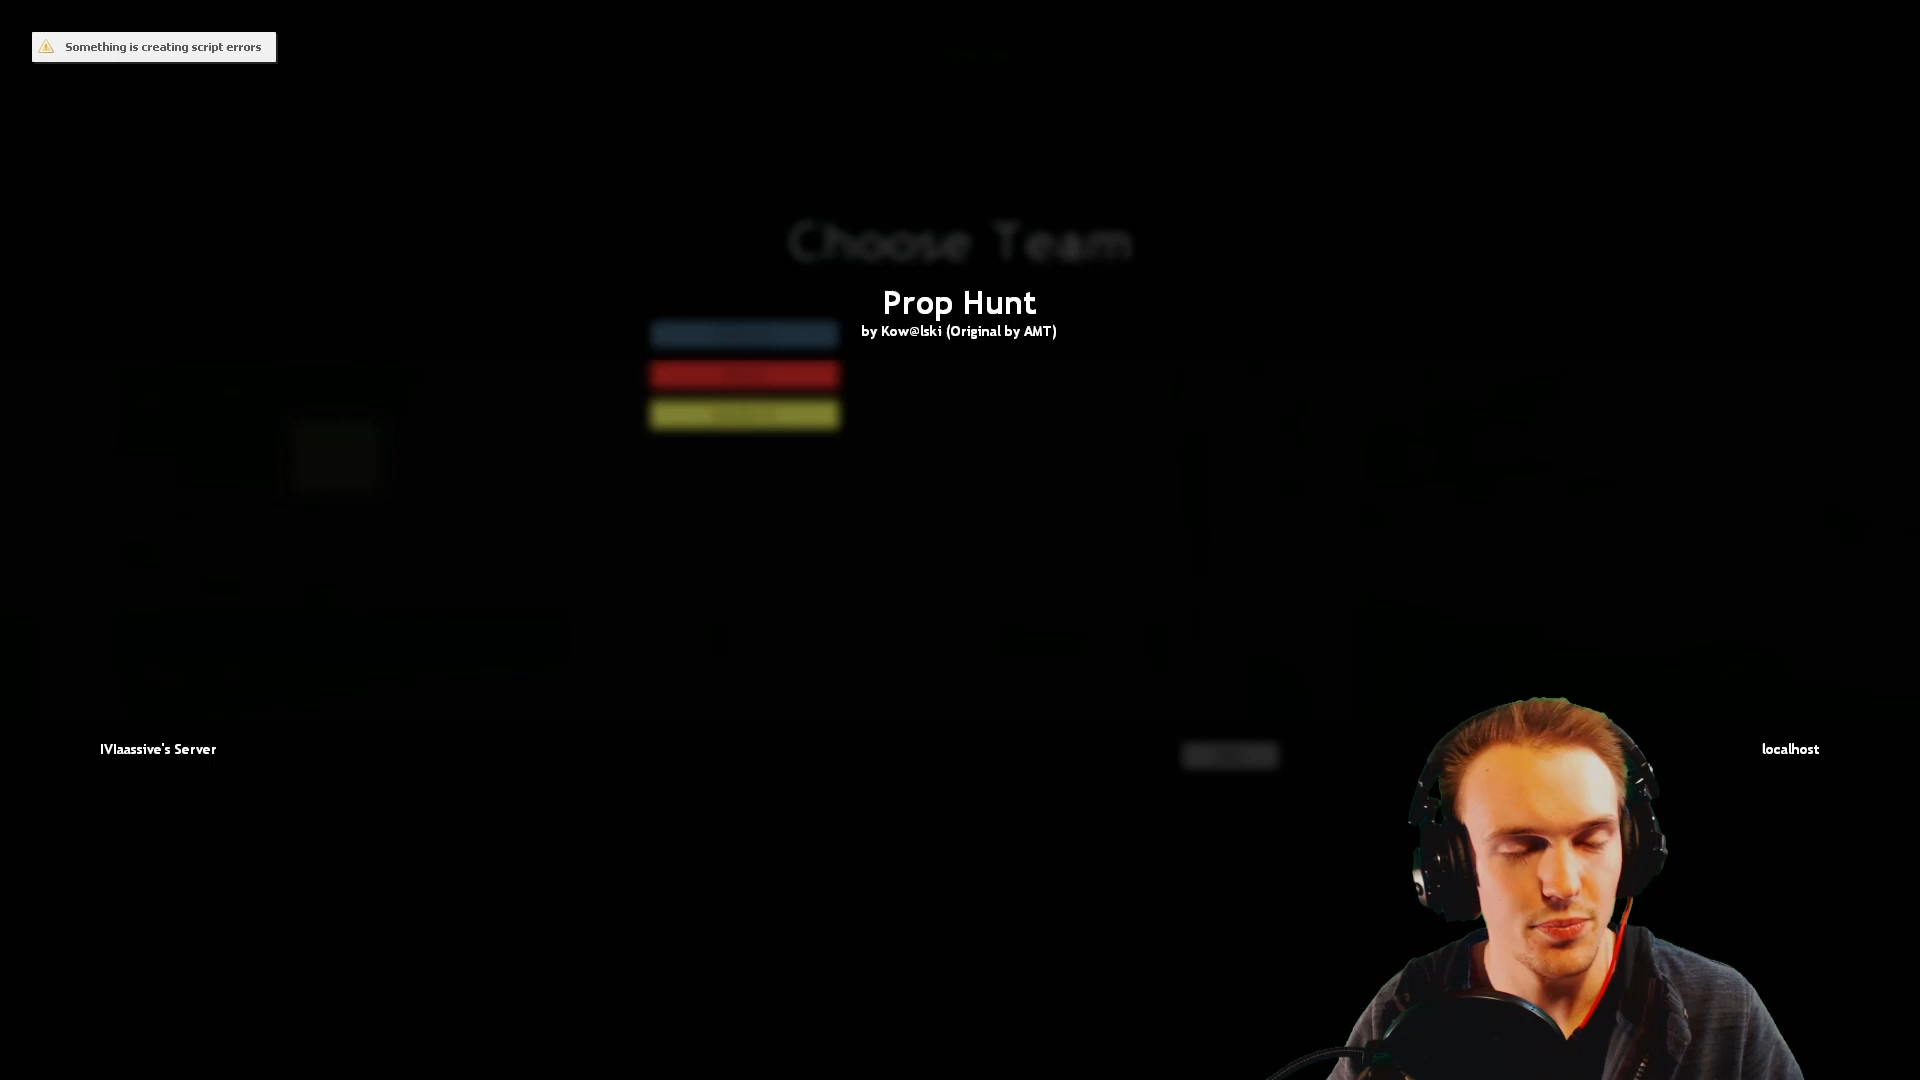 Something is creating script errors
Choose Team
Prop Hunt
by Kow@lski (Original by AMT)
IVIaassive's Server
localhost